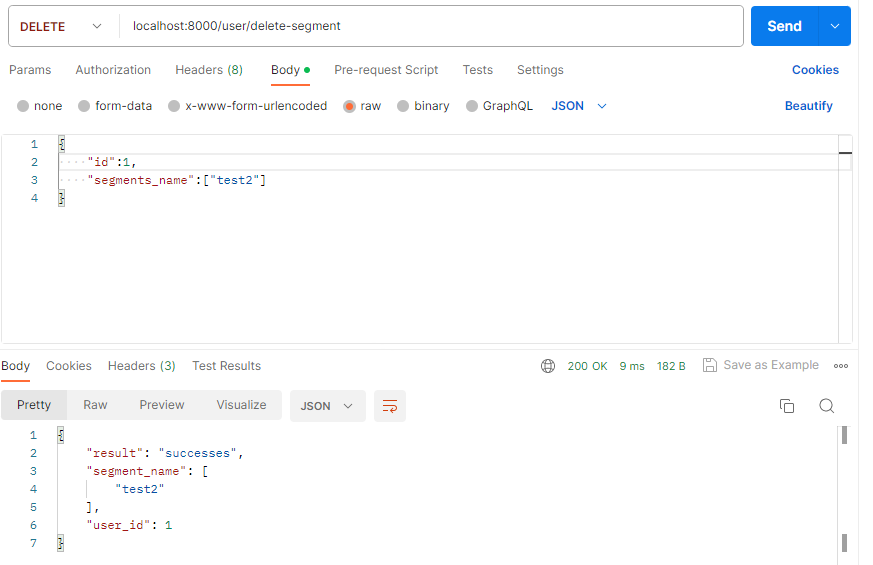 DELETE localhost:8000/user/delete-segment Send
Params Authorization Headers (8) Body Pre-request Script Tests Settings Cookies
none form-data x-www-form-urlencoded raw binary GraphQL JSON Beautify
1 {
2 ····"id":1,
3 ····"segments_name":["test2"]
4 }
Body Cookies Headers (3) Test Results 200 OK 9 ms 182 B Save as Example
Pretty Raw Preview Visualize JSON
1 {
2 "result": "successes",
3 "segment_name": [
4 "test2"
5 ],
6 "user_id": 1
7 }